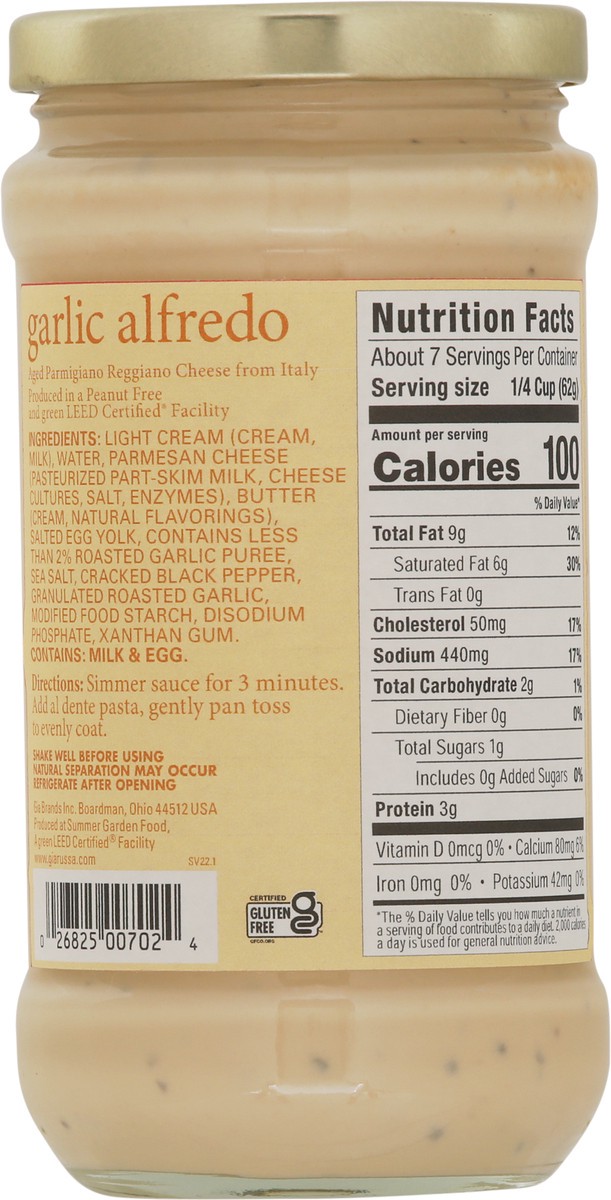 garlic alfredo
Aged Parmigiano Reggiano Cheese from Italy
Produced in a Peanut Free
and green LEED Certified® Facility
INGREDIENTS: LIGHT CREAM (CREAM,
MILK), WATER, PARMESAN CHEESE
(PASTEURIZED PART-SKIM MILK, CHEESE
CULTURES, SALT, ENZYMES), BUTTER
(CREAM, NATURAL FLAVORINGS),
SALTED EGG YOLK, CONTAINS LESS
THAN 2% ROASTED GARLIC PUREE,
SEA SALT, CRACKED BLACK PEPPER,
GRANULATED ROASTED GARLIC,
MODIFIED FOOD STARCH, DISODIUM
PHOSPHATE, XANTHAN GUM.
CONTAINS: MILK & EGG.
Directions: Simmer sauce for 3 minutes.
Add al dente pasta, gently pan toss
to evenly coat.
SHAKE WELL BEFORE USING
NATURAL SEPARATION MAY OCCUR
REFRIGERATE AFTER OPENING
Gia Brands Inc. Boardman, Ohio 44512 USA
Produced at Summer Garden Food,
A green LEED Certified® Facility
www.giarussa.com SV22.1
0 26825 00702 4
CERTIFIED
GLUTEN
FREE
GFCO.ORG
Nutrition Facts
About 7 Servings Per Container
Serving size 1/4 Cup (62g)
Amount per serving
Calories 100
% Daily Value*
Total Fat 9g 12%
Saturated Fat 6g 30%
Trans Fat 0g
Cholesterol 50mg 17%
Sodium 440mg 17%
Total Carbohydrate 2g 1%
Dietary Fiber 0g 0%
Total Sugars 1g
Includes 0g Added Sugars 0%
Protein 3g
Vitamin D 0mcg 0% • Calcium 80mg 6%
Iron 0mg 0% • Potassium 42mg 0%
*The % Daily Value tells you how much a nutrient in
a serving of food contributes to a daily diet. 2,000 calories
a day is used for general nutrition advice.